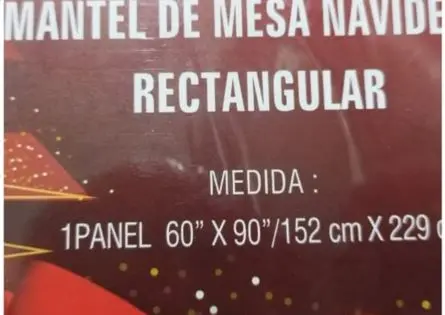 MANTEL DE MESA NAVIDE
RECTANGULAR
MEDIDA :
1PANEL 60” X 90”/152 cm X 229 c